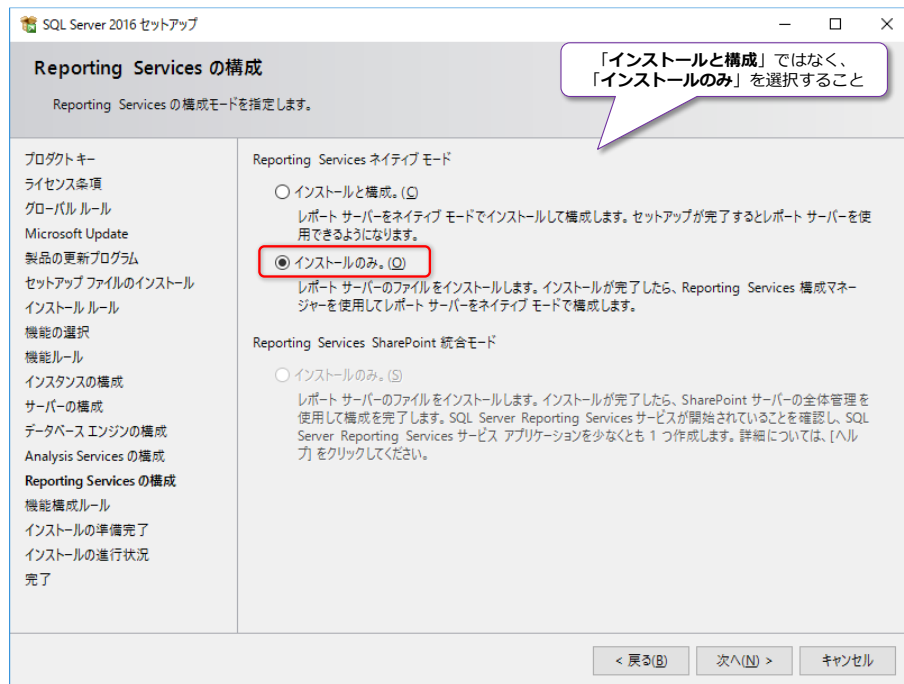 SQL Server 2016 セットアップ
Reporting Services の構成
Reporting Services の構成モードを指定します。
「インストールと構成」ではなく、
「インストールのみ」を選択すること
プロダクト キー
ライセンス条項
グローバル ルール
Microsoft Update
製品の更新プログラム
セットアップ ファイルのインストール
インストール ルール
機能の選択
機能ルール
インスタンスの構成
サーバーの構成
データベース エンジンの構成
Analysis Services の構成
Reporting Services の構成
機能構成ルール
インストールの準備完了
インストールの進行状況
完了
Reporting Services ネイティブ モード
インストールと構成。(C)
レポート サーバーをネイティブ モードでインストールして構成します。セットアップが完了するとレポート サーバーを使
用できるようになります。
インストールのみ。(O)
レポート サーバーのファイルをインストールします。インストールが完了したら、Reporting Services 構成マネー
ジャーを使用してレポート サーバーをネイティブ モードで構成します。
Reporting Services SharePoint 統合モード
インストールのみ。(S)
レポート サーバーのファイルをインストールします。インストールが完了したら、SharePoint サーバーの全体管理を
使用して構成を完了します。SQL Server Reporting Services サービスが開始されていることを確認し、SQL
Server Reporting Services サービス アプリケーションを少なくとも 1 つ作成します。詳細については、[ヘル
プ] をクリックしてください。
< 戻る(B)
次へ(N) >
キャンセル